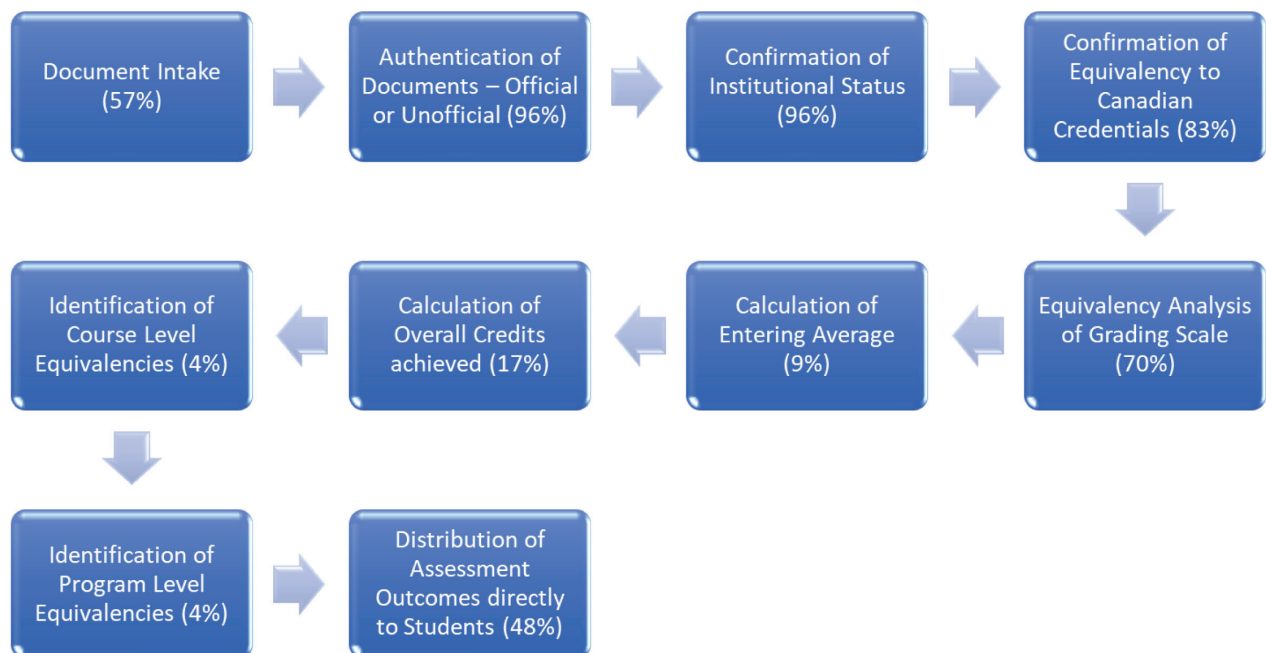 Document Intake
(57%)
Authentication of
Documents – Official
or Unofficial (96%)
Confirmation of
Institutional Status
(96%)
Confirmation of
Equivalency to
Canadian
Credentials (83%)
Equivalency Analysis
of Grading Scale
(70%)
Calculation of
Entering Average
(9%)
Calculation of
Overall Credits
achieved (17%)
Identification of
Course Level
Equivalencies (4%)
Identification of
Program Level
Equivalencies (4%)
Distribution of
Assessment
Outcomes directly
to Students (48%)